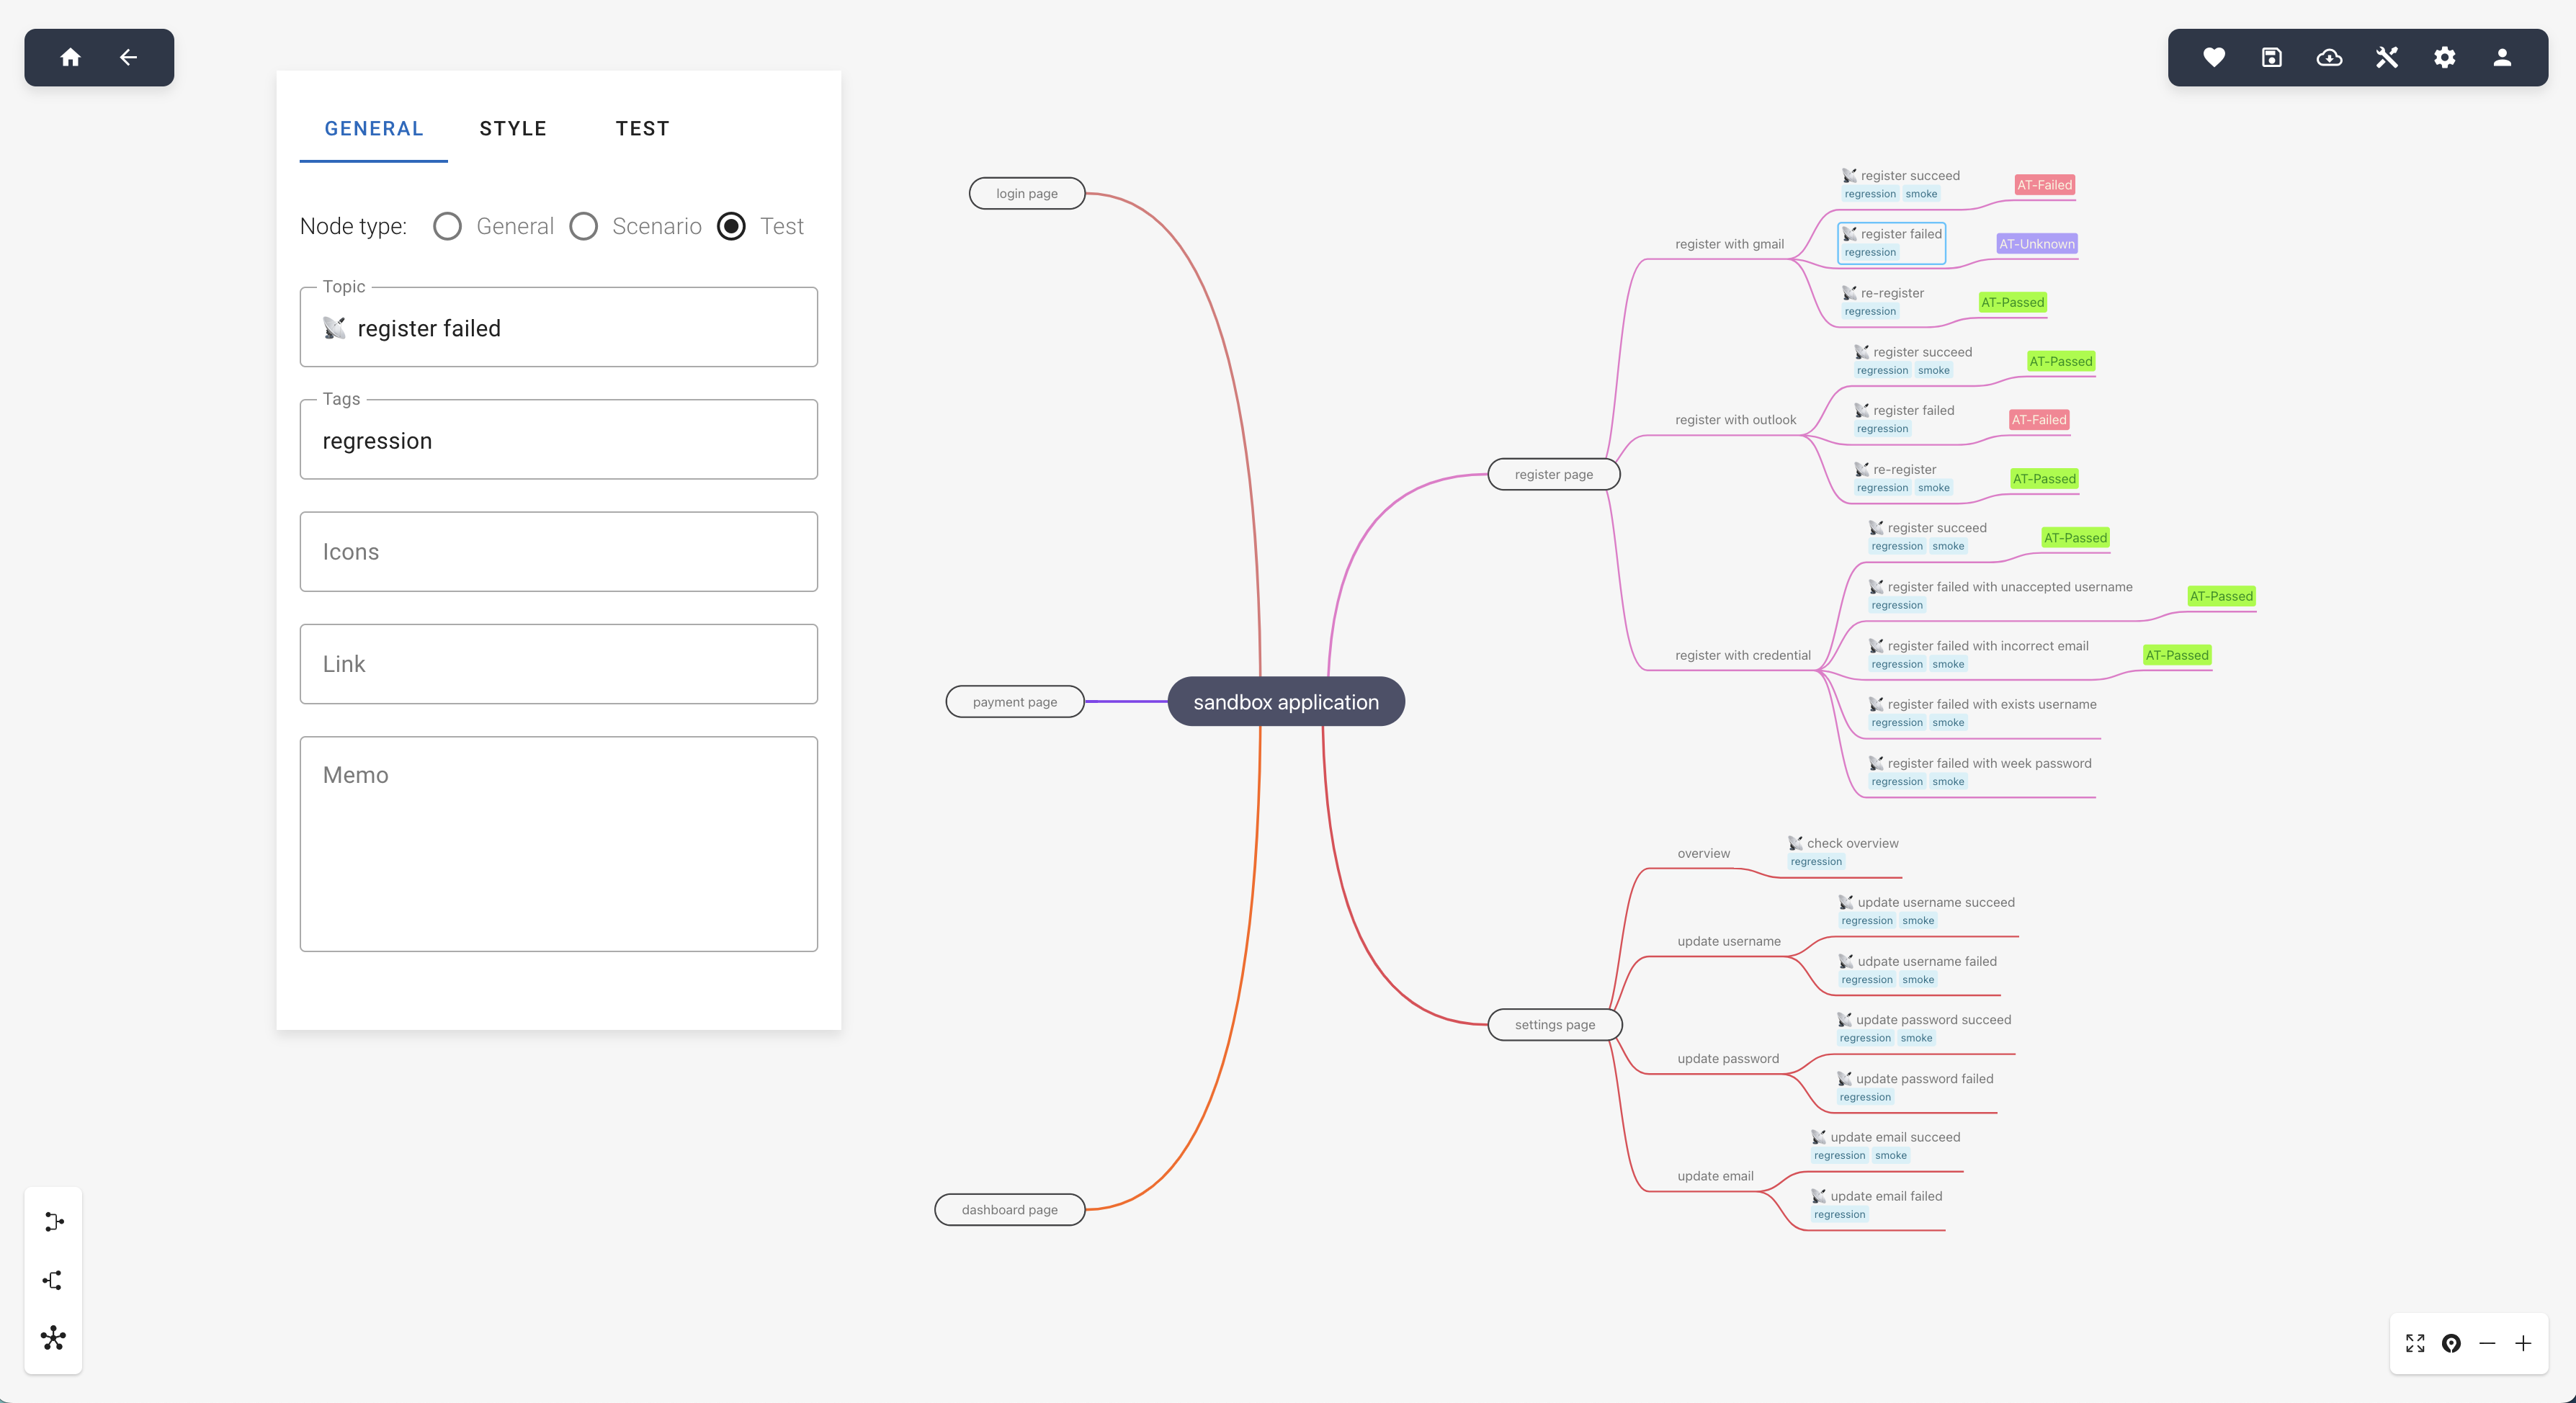 GENERAL STYLE TEST
Node type: General Scenario Test
Topic
register failed
Tags
regression
Icons
Link
Memo
login page
payment page
dashboard page
sandbox application
register page
register with gmail
register succeed
regression smoke
AT-Failed
register failed
regression
AT-Unknown
re-register
regression
AT-Passed
register with outlook
register succeed
regression smoke
AT-Passed
register failed
regression
AT-Failed
re-register
regression smoke
AT-Passed
register with credential
register succeed
regression smoke
AT-Passed
register failed with unaccepted username
regression
AT-Passed
register failed with incorrect email
regression smoke
AT-Passed
register failed with exists username
regression smoke
register failed with week password
regression smoke
settings page
overview
check overview
regression
update username
update username succeed
regression smoke
udpate username failed
regression smoke
update password
update password succeed
regression smoke
update password failed
regression
update email
update email succeed
regression smoke
update email failed
regression